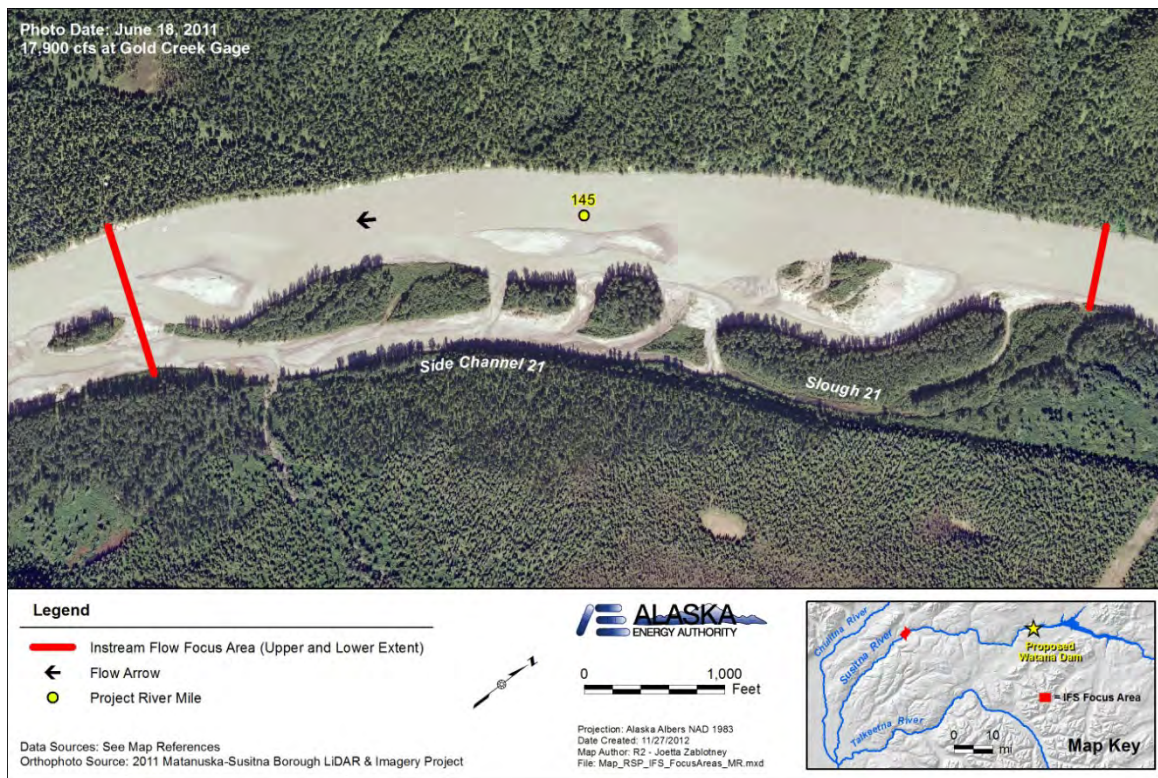 Photo Date: June 18, 2011
17,900 cfs at Gold Creek Gage
145
Side Channel 21
Slough 21
Legend
Instream Flow Focus Area (Upper and Lower Extent)
Flow Arrow
Project River Mile
Data Sources: See Map References
Orthophoto Source: 2011 Matanuska-Susitna Borough LiDAR & Imagery Project
N
ALASKA
ENERGY AUTHORITY
0 1,000
Feet
Projection: Alaska Albers NAD 1983
Date Created: 11/27/2012
Map Author: R2 - Joetta Zablotney
File: Map_RSP_IFS_FocusAreas_MR.mxd
Chulitna River
Susitna River
Talkeetna River
Proposed
Watana Dam
= IFS Focus Area
0 10
mi
Map Key